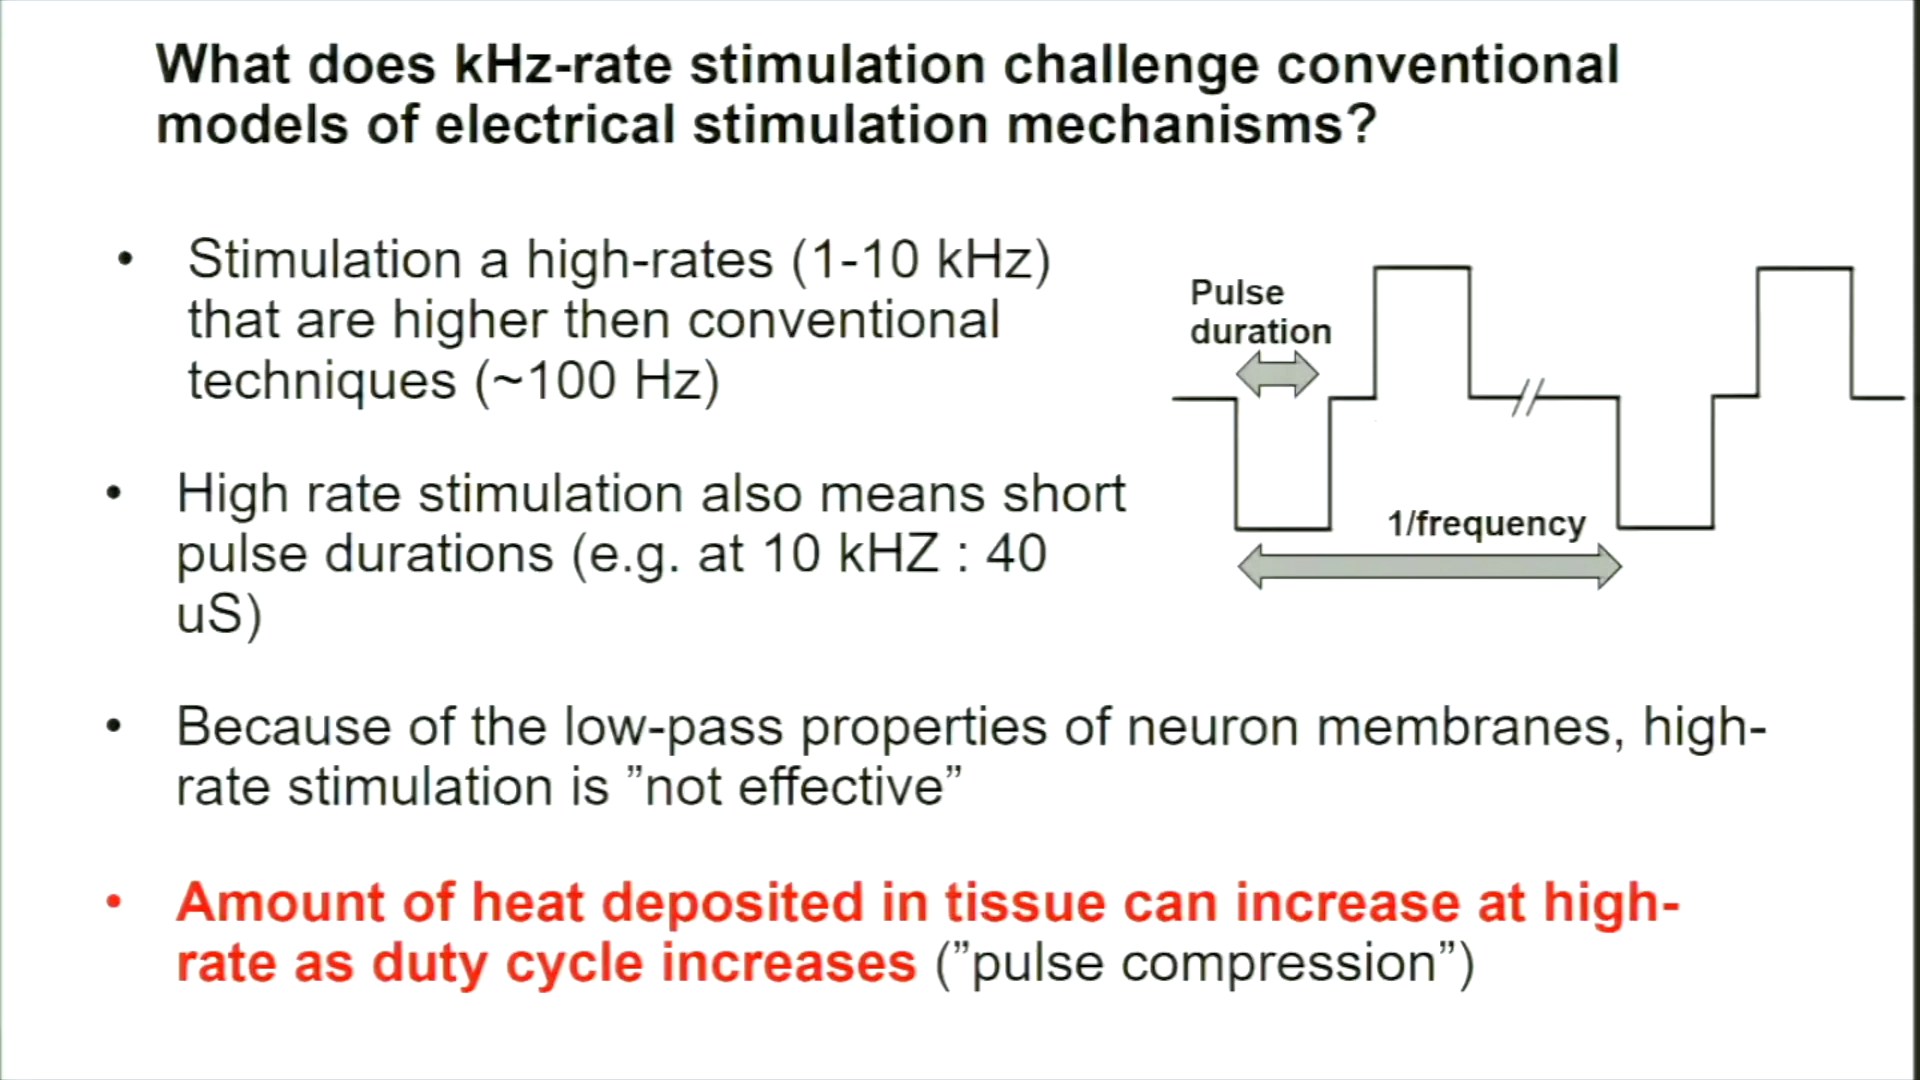 What does kHz-rate stimulation challenge conventional
models of electrical stimulation mechanisms?
• Stimulation a high-rates (1-10 kHz)
that are higher then conventional
techniques (~100 Hz)
Pulse
duration
1/frequency
• High rate stimulation also means short
pulse durations (e.g. at 10 kHZ : 40
uS)
• Because of the low-pass properties of neuron membranes, high-
rate stimulation is ”not effective”
• Amount of heat deposited in tissue can increase at high-
rate as duty cycle increases (”pulse compression”)